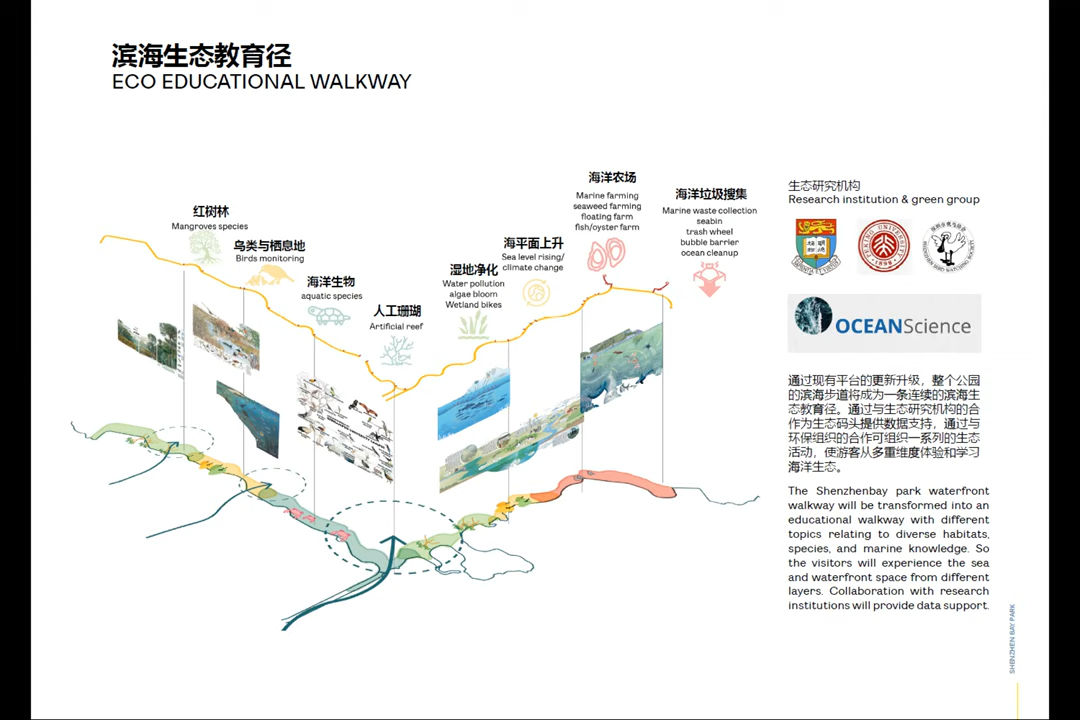 滨海生态教育径
ECO EDUCATIONAL WALKWAY
红树林
Mangroves species
鸟类与栖息地
Birds monitoring
海洋生物
aquatic species
人工珊瑚
Artificial reef
湿地净化
Water pollution
algae bloom
Wetland bikes
海平面上升
Sea level rising/
climate change
海洋农场
Marine farming
seaweed farming
floating farm
fish/oyster farm
海洋垃圾搜集
Marine waste collection
seabin
trash wheel
bubble barrier
ocean cleanup
生态研究机构
Research institution & green group
OCEANScience
通过现有平台的更新升级，整个公园
的滨海步道将成为一条连续的滨海生
态教育径。通过与生态研究机构的合
作为生态码头提供数据支持，通过与
环保组织的合作可组织一系列的生态
活动，使游客从多重维度体验和学习
海洋生态。
The Shenzhenbay park waterfront
walkway will be transformed into an
educational walkway with different
topics relating to diverse habitats,
species, and marine knowledge. So
the visitors will experience the sea
and waterfront space from different
layers. Collaboration with research
institutions will provide data support.
SHENZHEN BAY PARK